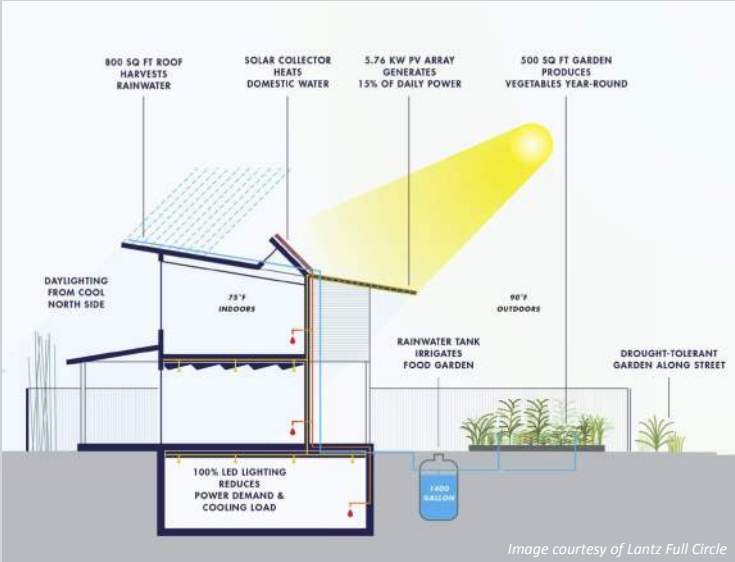 800 SQ FT ROOF
HARVESTS
RAINWATER
SOLAR COLLECTOR
HEATS
DOMESTIC WATER
5.76 KW PV ARRAY
GENERATES
15% OF DAILY POWER
500 SQ FT GARDEN
PRODUCES
VEGETABLES YEAR-ROUND
DAYLIGHTING
FROM COOL
NORTH SIDE
75°F
INDOORS
90°F
OUTDOORS
RAINWATER TANK
IRRIGATES
FOOD GARDEN
DROUGHT-TOLERANT
GARDEN ALONG STREET
100% LED LIGHTING
REDUCES
POWER DEMAND &
COOLING LOAD
1400
GALLON
Image courtesy of Lantz Full Circle